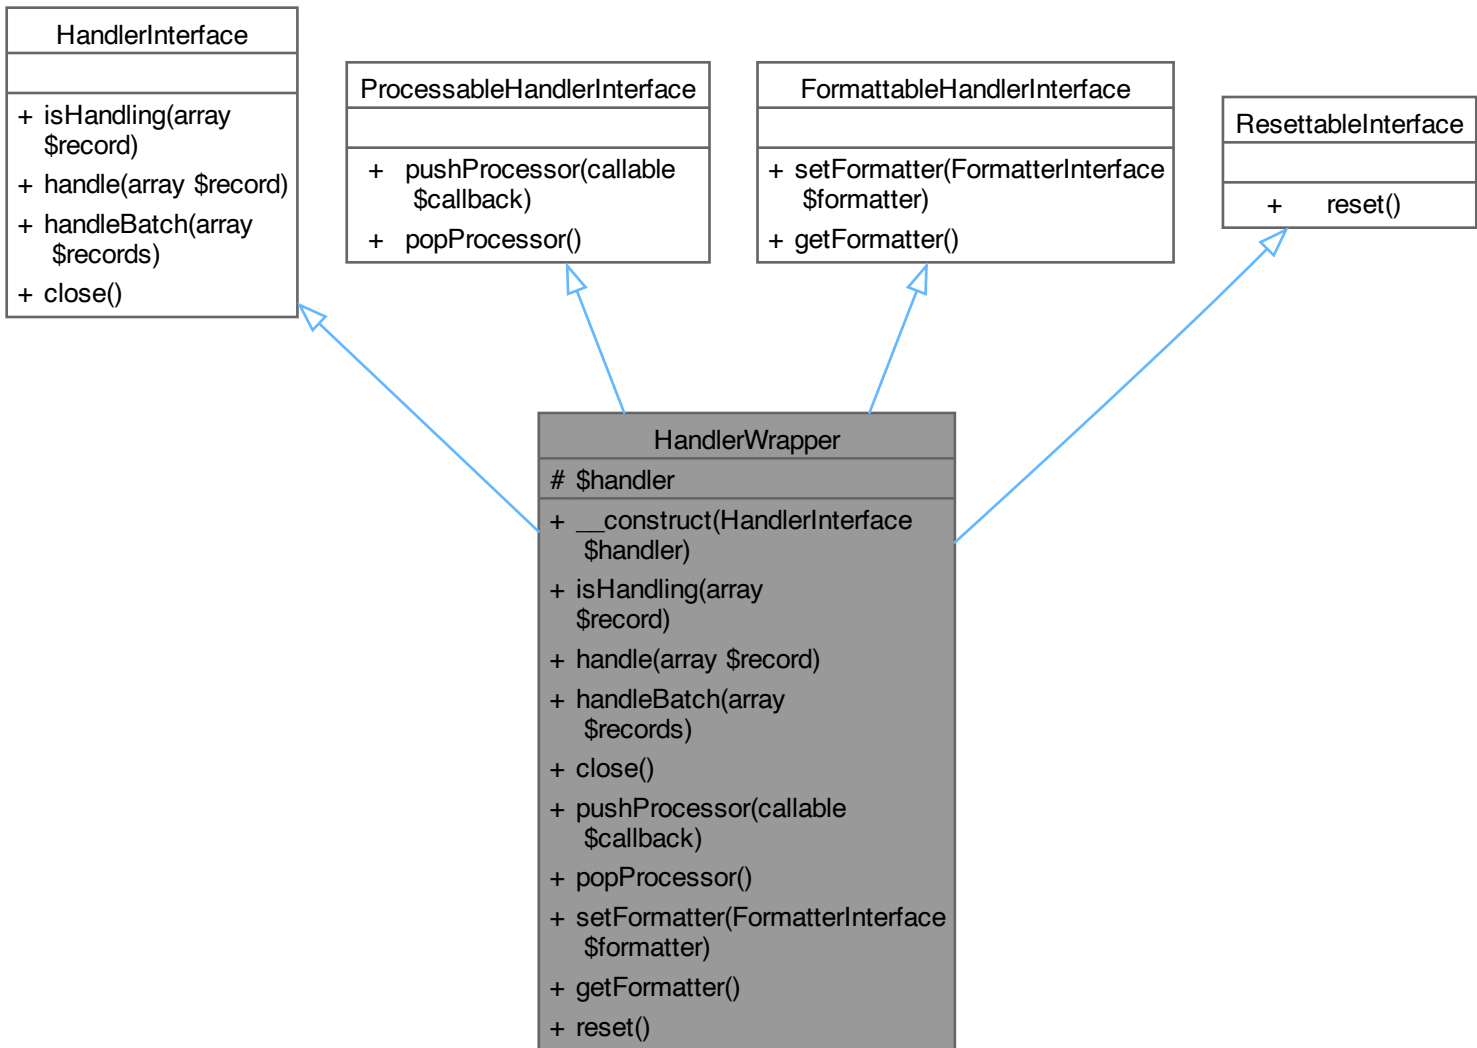 HandlerInterface
+ isHandling(array
$record)
+ handle(array $record)
+ handleBatch(array
$records)
+ close()
ProcessableHandlerInterface
+ pushProcessor(callable
$callback)
+ popProcessor()
FormattableHandlerInterface
+ setFormatter(FormatterInterface
$formatter)
+ getFormatter()
ResettableInterface
+ reset()
HandlerWrapper
# $handler
+ __construct(HandlerInterface
$handler)
+ isHandling(array
$record)
+ handle(array $record)
+ handleBatch(array
$records)
+ close()
+ pushProcessor(callable
$callback)
+ popProcessor()
+ setFormatter(FormatterInterface
$formatter)
+ getFormatter()
+ reset()